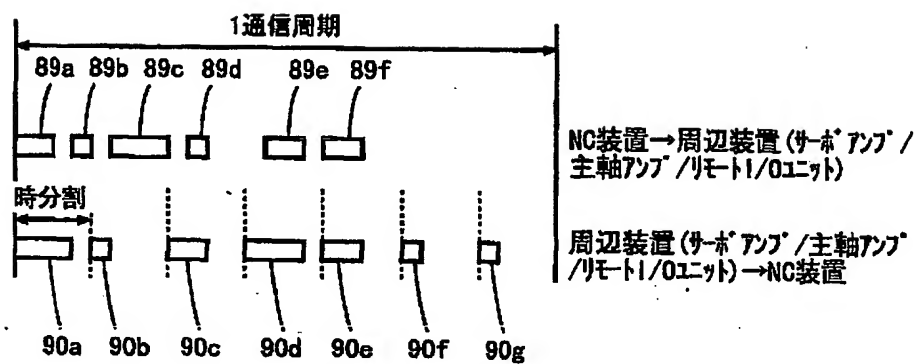 1通信周期
89a 89b 89c 89d 89e 89f
NC装置→周辺装置(サーボアンプ/
主軸アンプ/リモートI/Oユニット)
時分割
周辺装置(サーボアンプ/主軸アンプ
/リモートI/Oユニット)→NC装置
90a 90b 90c 90d 90e 90f 90g